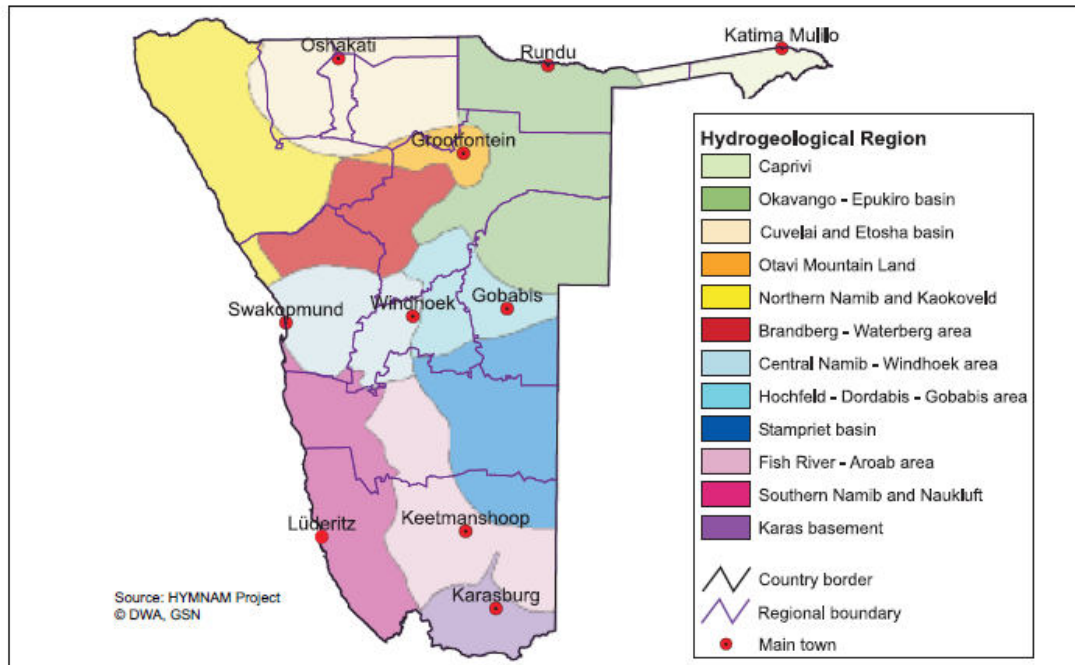 Oshakati
Rundu
Katima Mulilo
Grootfontein
Swakopmund
Windhoek
Gobabis
Lüderitz
Keetmanshoop
Karasburg
Source: HYMNAM Project
© DWA, GSN
Hydrogeological Region
Caprivi
Okavango - Epukiro basin
Cuvelai and Etosha basin
Otavi Mountain Land
Northern Namib and Kaokoveld
Brandberg - Waterberg area
Central Namib - Windhoek area
Hochfeld - Dordabis - Gobabis area
Stampriet basin
Fish River - Aroab area
Southern Namib and Naukluft
Karas basement
Country border
Regional boundary
Main town